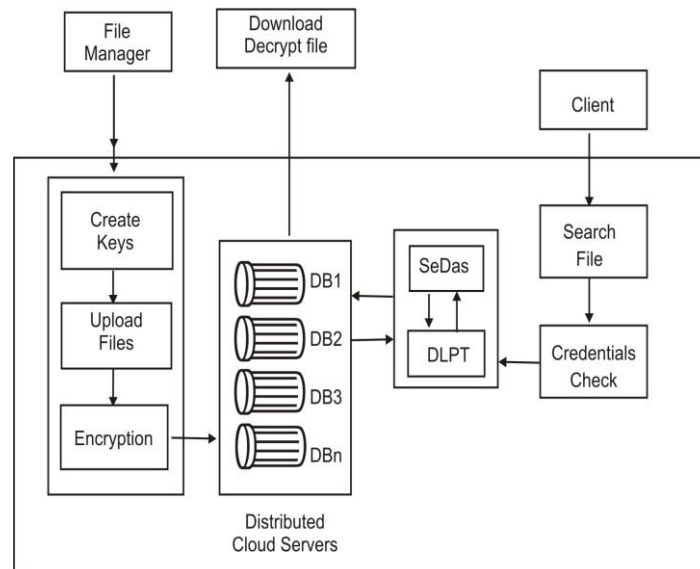 File
Manager
Download
Decrypt file
Client
Create
Keys
Upload
Files
Encryption
DB1
DB2
DB3
DBn
Distributed
Cloud Servers
SeDas
DLPT
Search
File
Credentials
Check